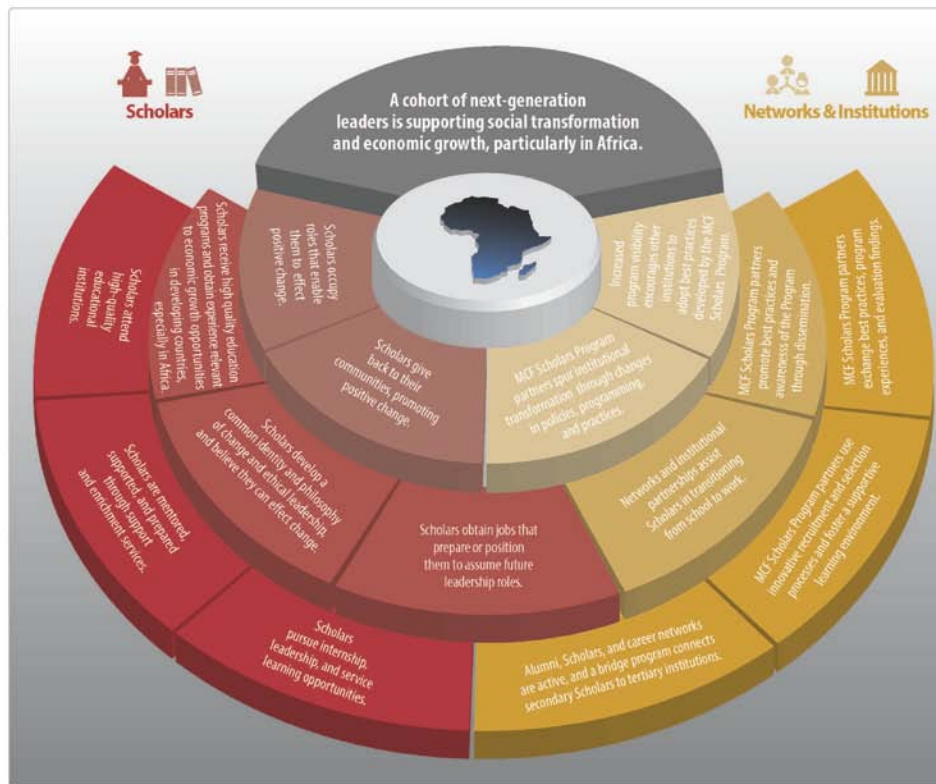 Scholars
Networks & Institutions
A cohort of next-generation
leaders is supporting social transformation
and economic growth, particularly in Africa.
Scholars occupy
roles that enable
them to effect
positive change.
Scholars give
back to their
communities, promoting
positive change.
MCF Scholars Program
partners spur institutional
transformation through changes
in policies, programming,
and practices.
Increased
program visibility
encourages other
institutions to
adopt best practices
developed by the MCF
Scholars Program.
Scholars receive high quality education
programs and obtain experience relevant
to economic growth opportunities
in developing countries,
especially in Africa.
Scholars develop a
common identity and philosophy
of change and ethical leadership,
and believe they can effect change.
Scholars obtain jobs that
prepare or position
them to assume future
leadership roles.
Networks and institutional
partnerships assist
Scholars in transitioning
from school to work.
MCF Scholars Program partners
promote best practices and
awareness of the Program
through dissemination.
Scholars attend
high-quality
educational
institutions.
Scholars are mentored,
supported, and prepared
through support
and enrichment services.
Scholars
pursue internship,
leadership, and service
learning opportunities.
Alumni, Scholars, and career networks
are active, and a bridge program connects
secondary Scholars to tertiary institutions.
MCF Scholars Program partners use
innovative recruitment and selection
processes and foster a supportive
learning environment.
MCF Scholars Program partners
exchange best practices, program
experiences, and evaluation findings.